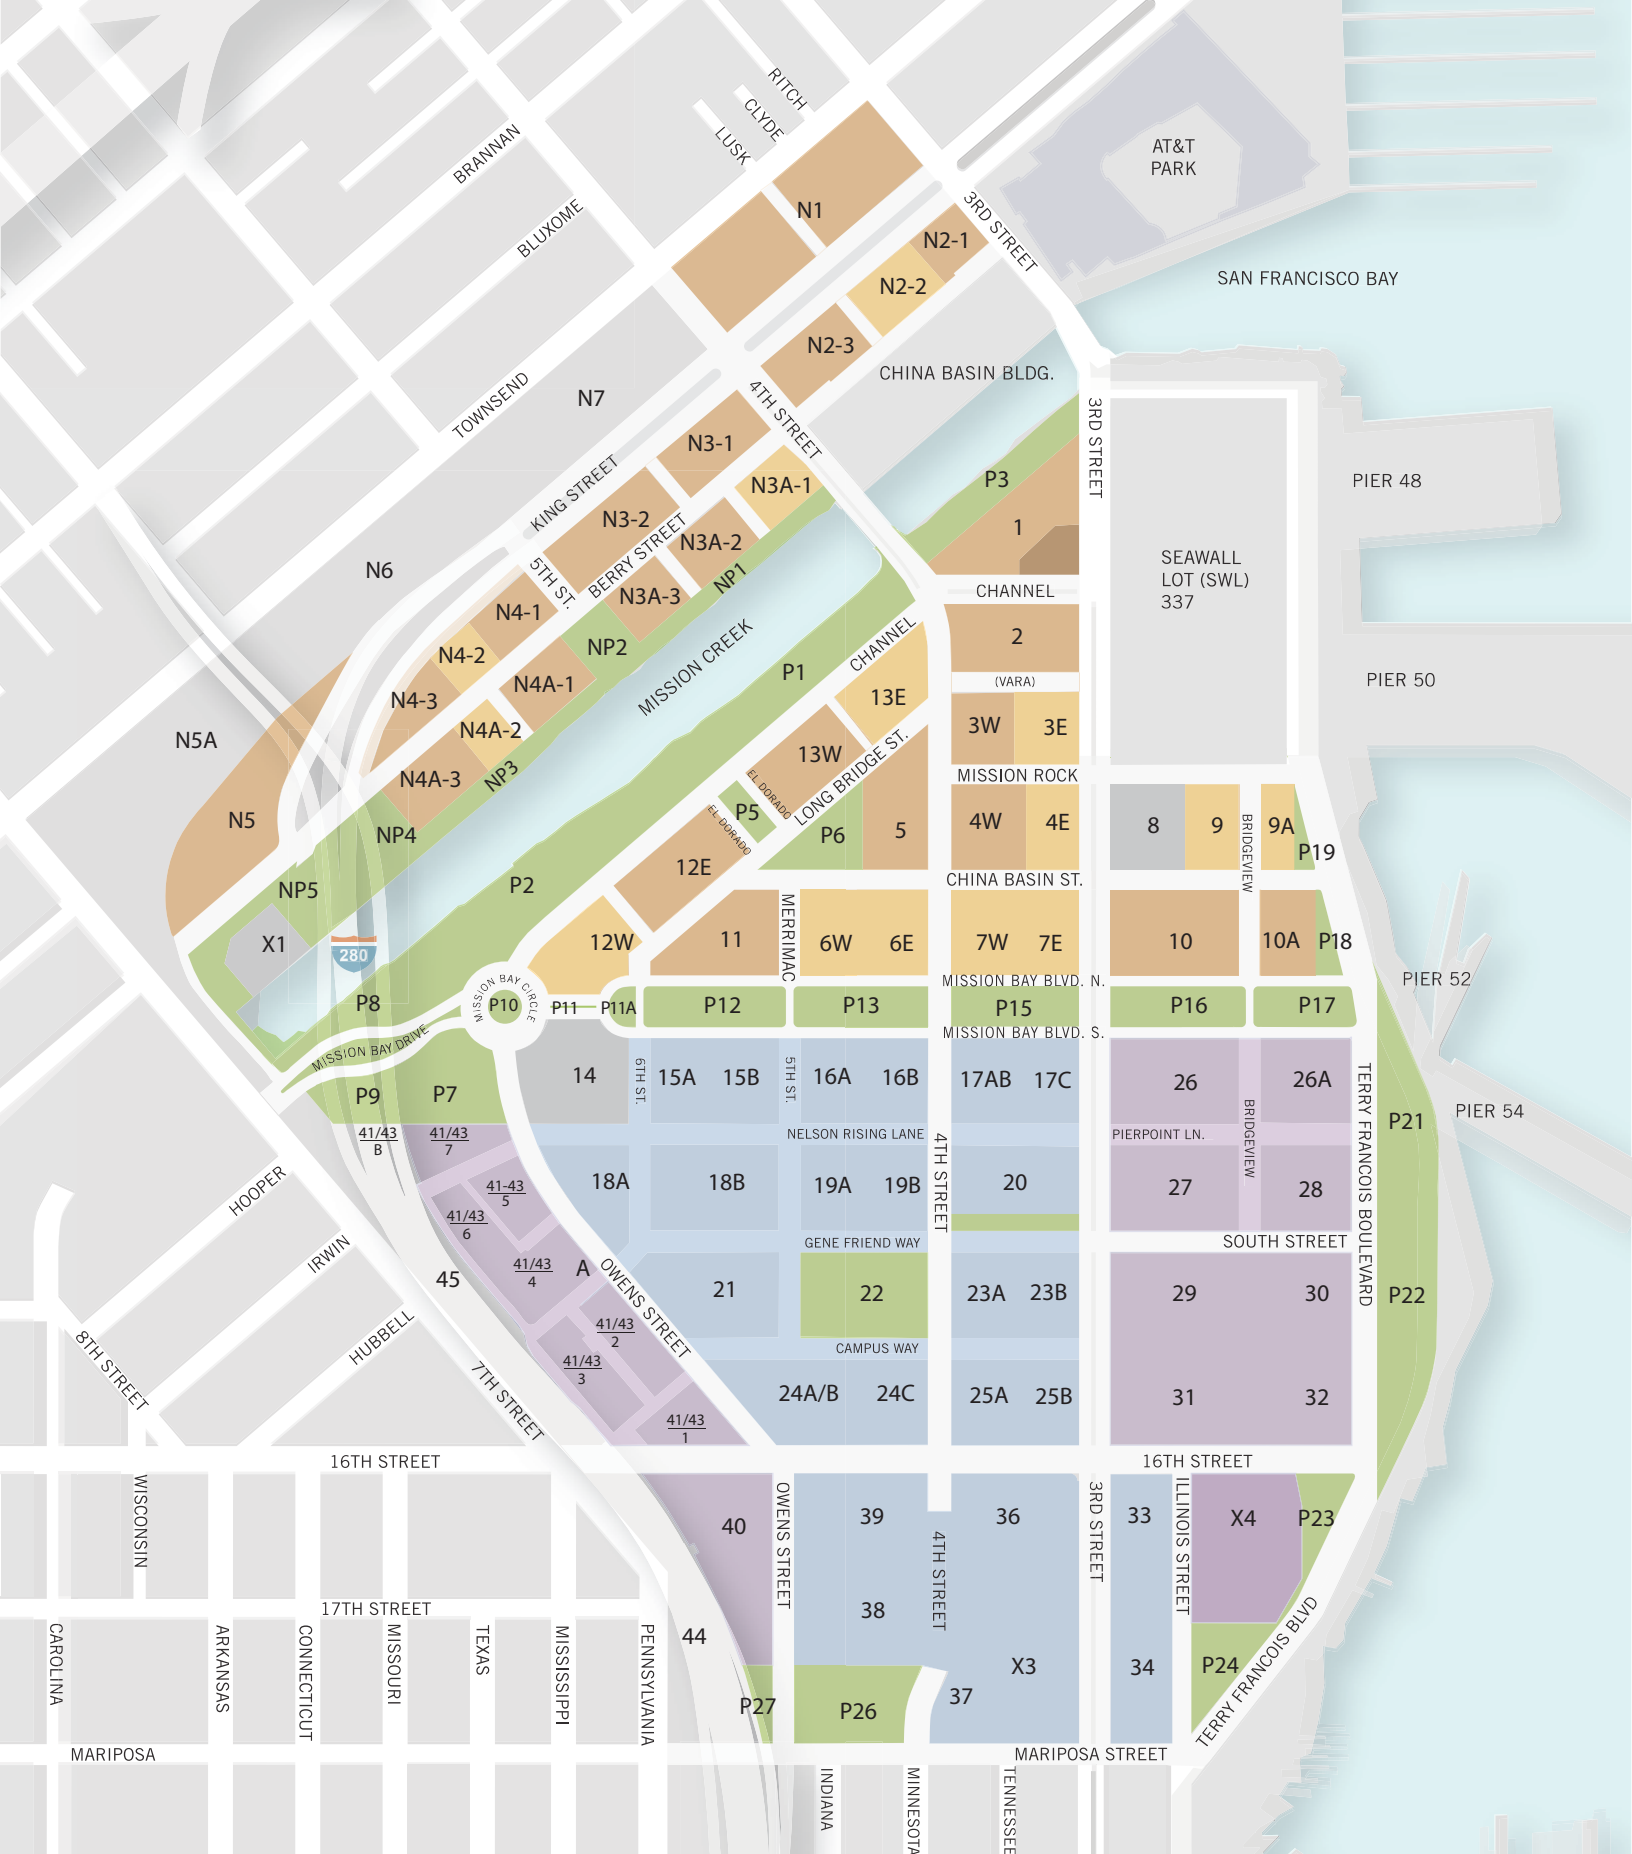 RITCH
CLYDE
LUSK
BRANNAN
BLUXOME
AT&T
PARK
3RD STREET
N1
N2-1
N2-2
N2-3
SAN FRANCISCO BAY
CHINA BASIN BLDG.
TOWNSEND
N7
4TH STREET
3RD STREET
N3-1
KING STREET
N3A-1
P3
PIER 48
N3-2
BERRY STREET
N3A-2
1
SEAWALL
LOT (SWL)
337
N6
5TH ST.
N3A-3
NP1
CHANNEL
N4-1
NP2
MISSION CREEK
CHANNEL
2
N4-2
N4A-1
P1
(VARA)
PIER 50
N4-3
13E
3W
3E
N5A
N4A-2
13W
LONG BRIDGE ST.
N4A-3
NP3
EL DORADO
MISSION ROCK
N5
NP4
EL DORADO
P5
P6
5
4W
4E
8
9
BRIDGEVIEW
9A
P19
12E
NP5
P2
CHINA BASIN ST.
X1
280
12W
11
MERRIMAC
6W
6E
7W
7E
10
10A
P18
PIER 52
MISSION BAY BLVD. N.
P8
MISSION BAY CIRCLE
P10
P11
P11A
P12
P13
P15
P16
P17
MISSION BAY DRIVE
MISSION BAY BLVD. S.
P9
P7
14
6TH ST.
15A
15B
5TH ST.
16A
16B
17AB
17C
26
26A
TERRY FRANCOIS BOULEVARD
P21
PIER 54
41/43
B
41/43
7
NELSON RISING LANE
4TH STREET
PIERPOINT LN.
BRIDGEVIEW
HOOPER
41-43
5
18A
18B
19A
19B
20
27
28
41/43
6
IRWIN
GENE FRIEND WAY
SOUTH STREET
45
41/43
4
A
OWENS STREET
21
22
23A
23B
29
30
P22
8TH STREET
HUBBELL
41/43
2
CAMPUS WAY
7TH STREET
41/43
3
24A/B
24C
25A
25B
31
32
41/43
1
16TH STREET
16TH STREET
WISCONSIN
40
OWENS STREET
39
4TH STREET
36
3RD STREET
33
ILLINOIS STREET
X4
P23
17TH STREET
38
CAROLINA
ARKANSAS
CONNECTICUT
MISSOURI
TEXAS
MISSISSIPPI
PENNSYLVANIA
44
X3
34
P24
TERRY FRANCOIS BLVD
P27
P26
37
MARIPOSA
MARIPOSA STREET
INDIANA
MINNESOTA
TENNESSEE